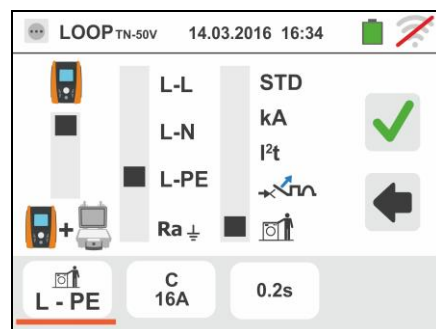 LOOP TN-50V 14.03.2016 16:34
L-L STD
L-N kA
I²t
L-PE
Ra
+
L - PE
C
16A
0.2s